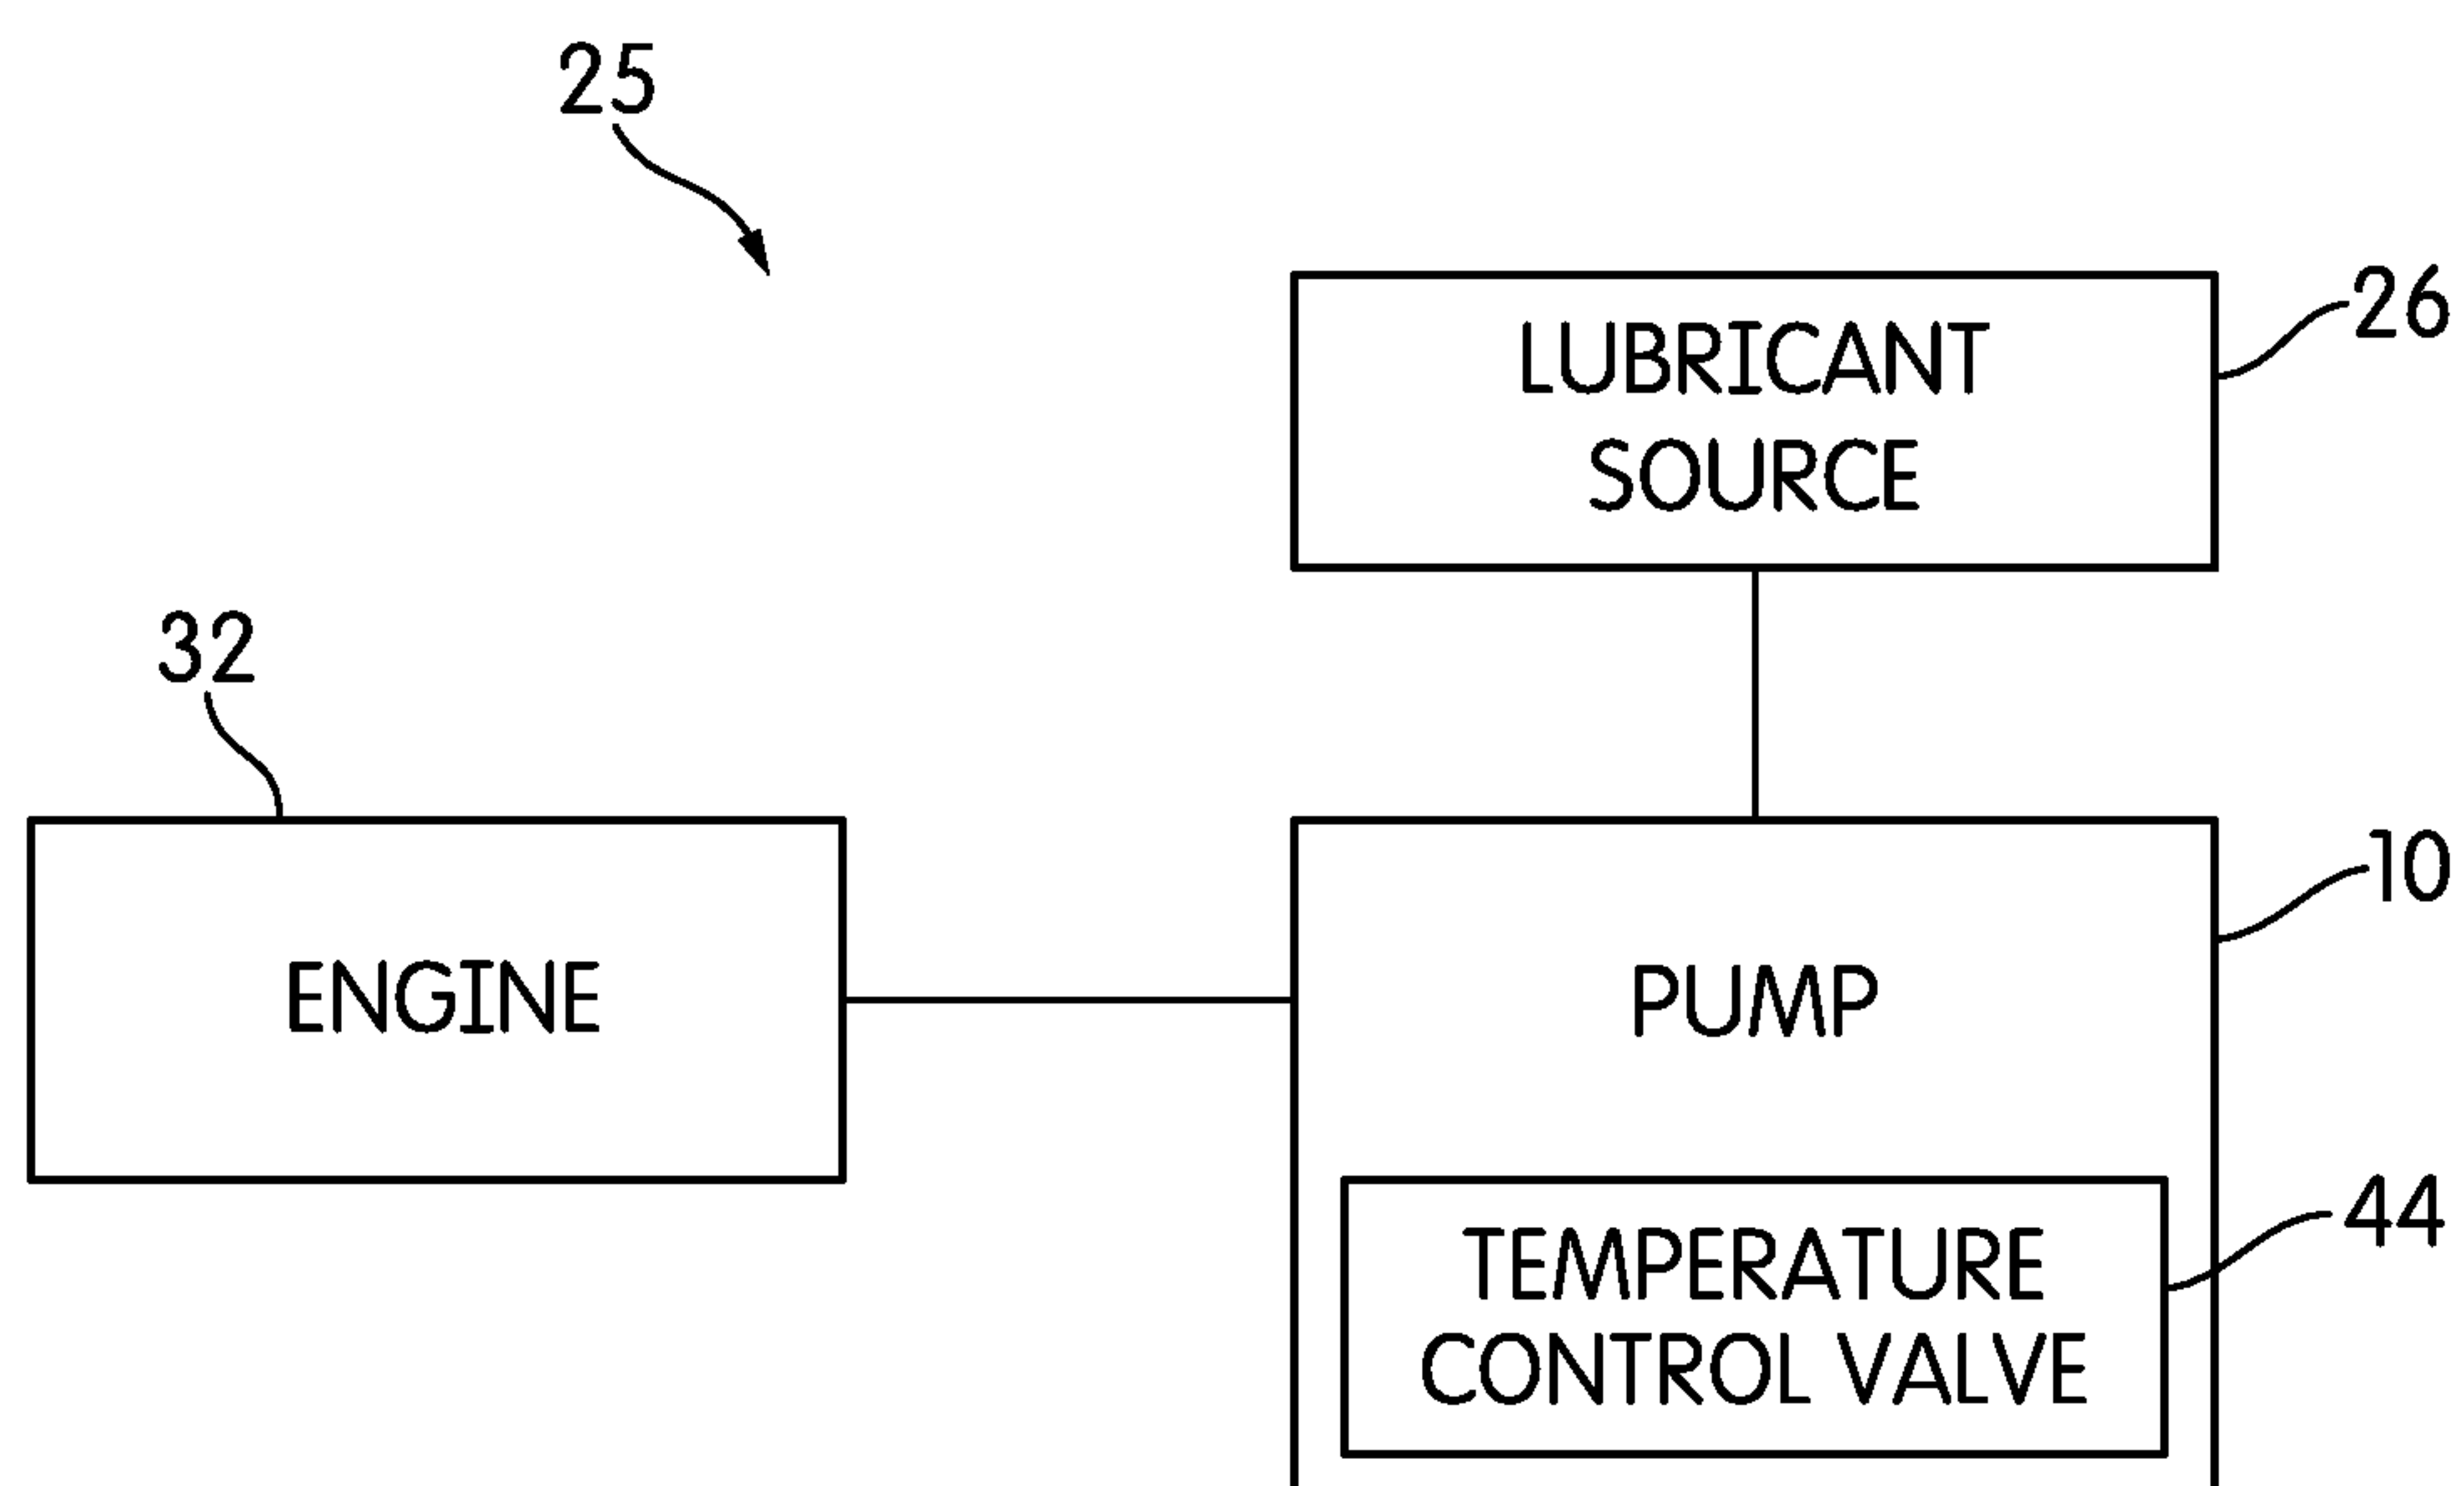 25
LUBRICANT
SOURCE
26
32
ENGINE
PUMP
10
TEMPERATURE
CONTROL VALVE
44